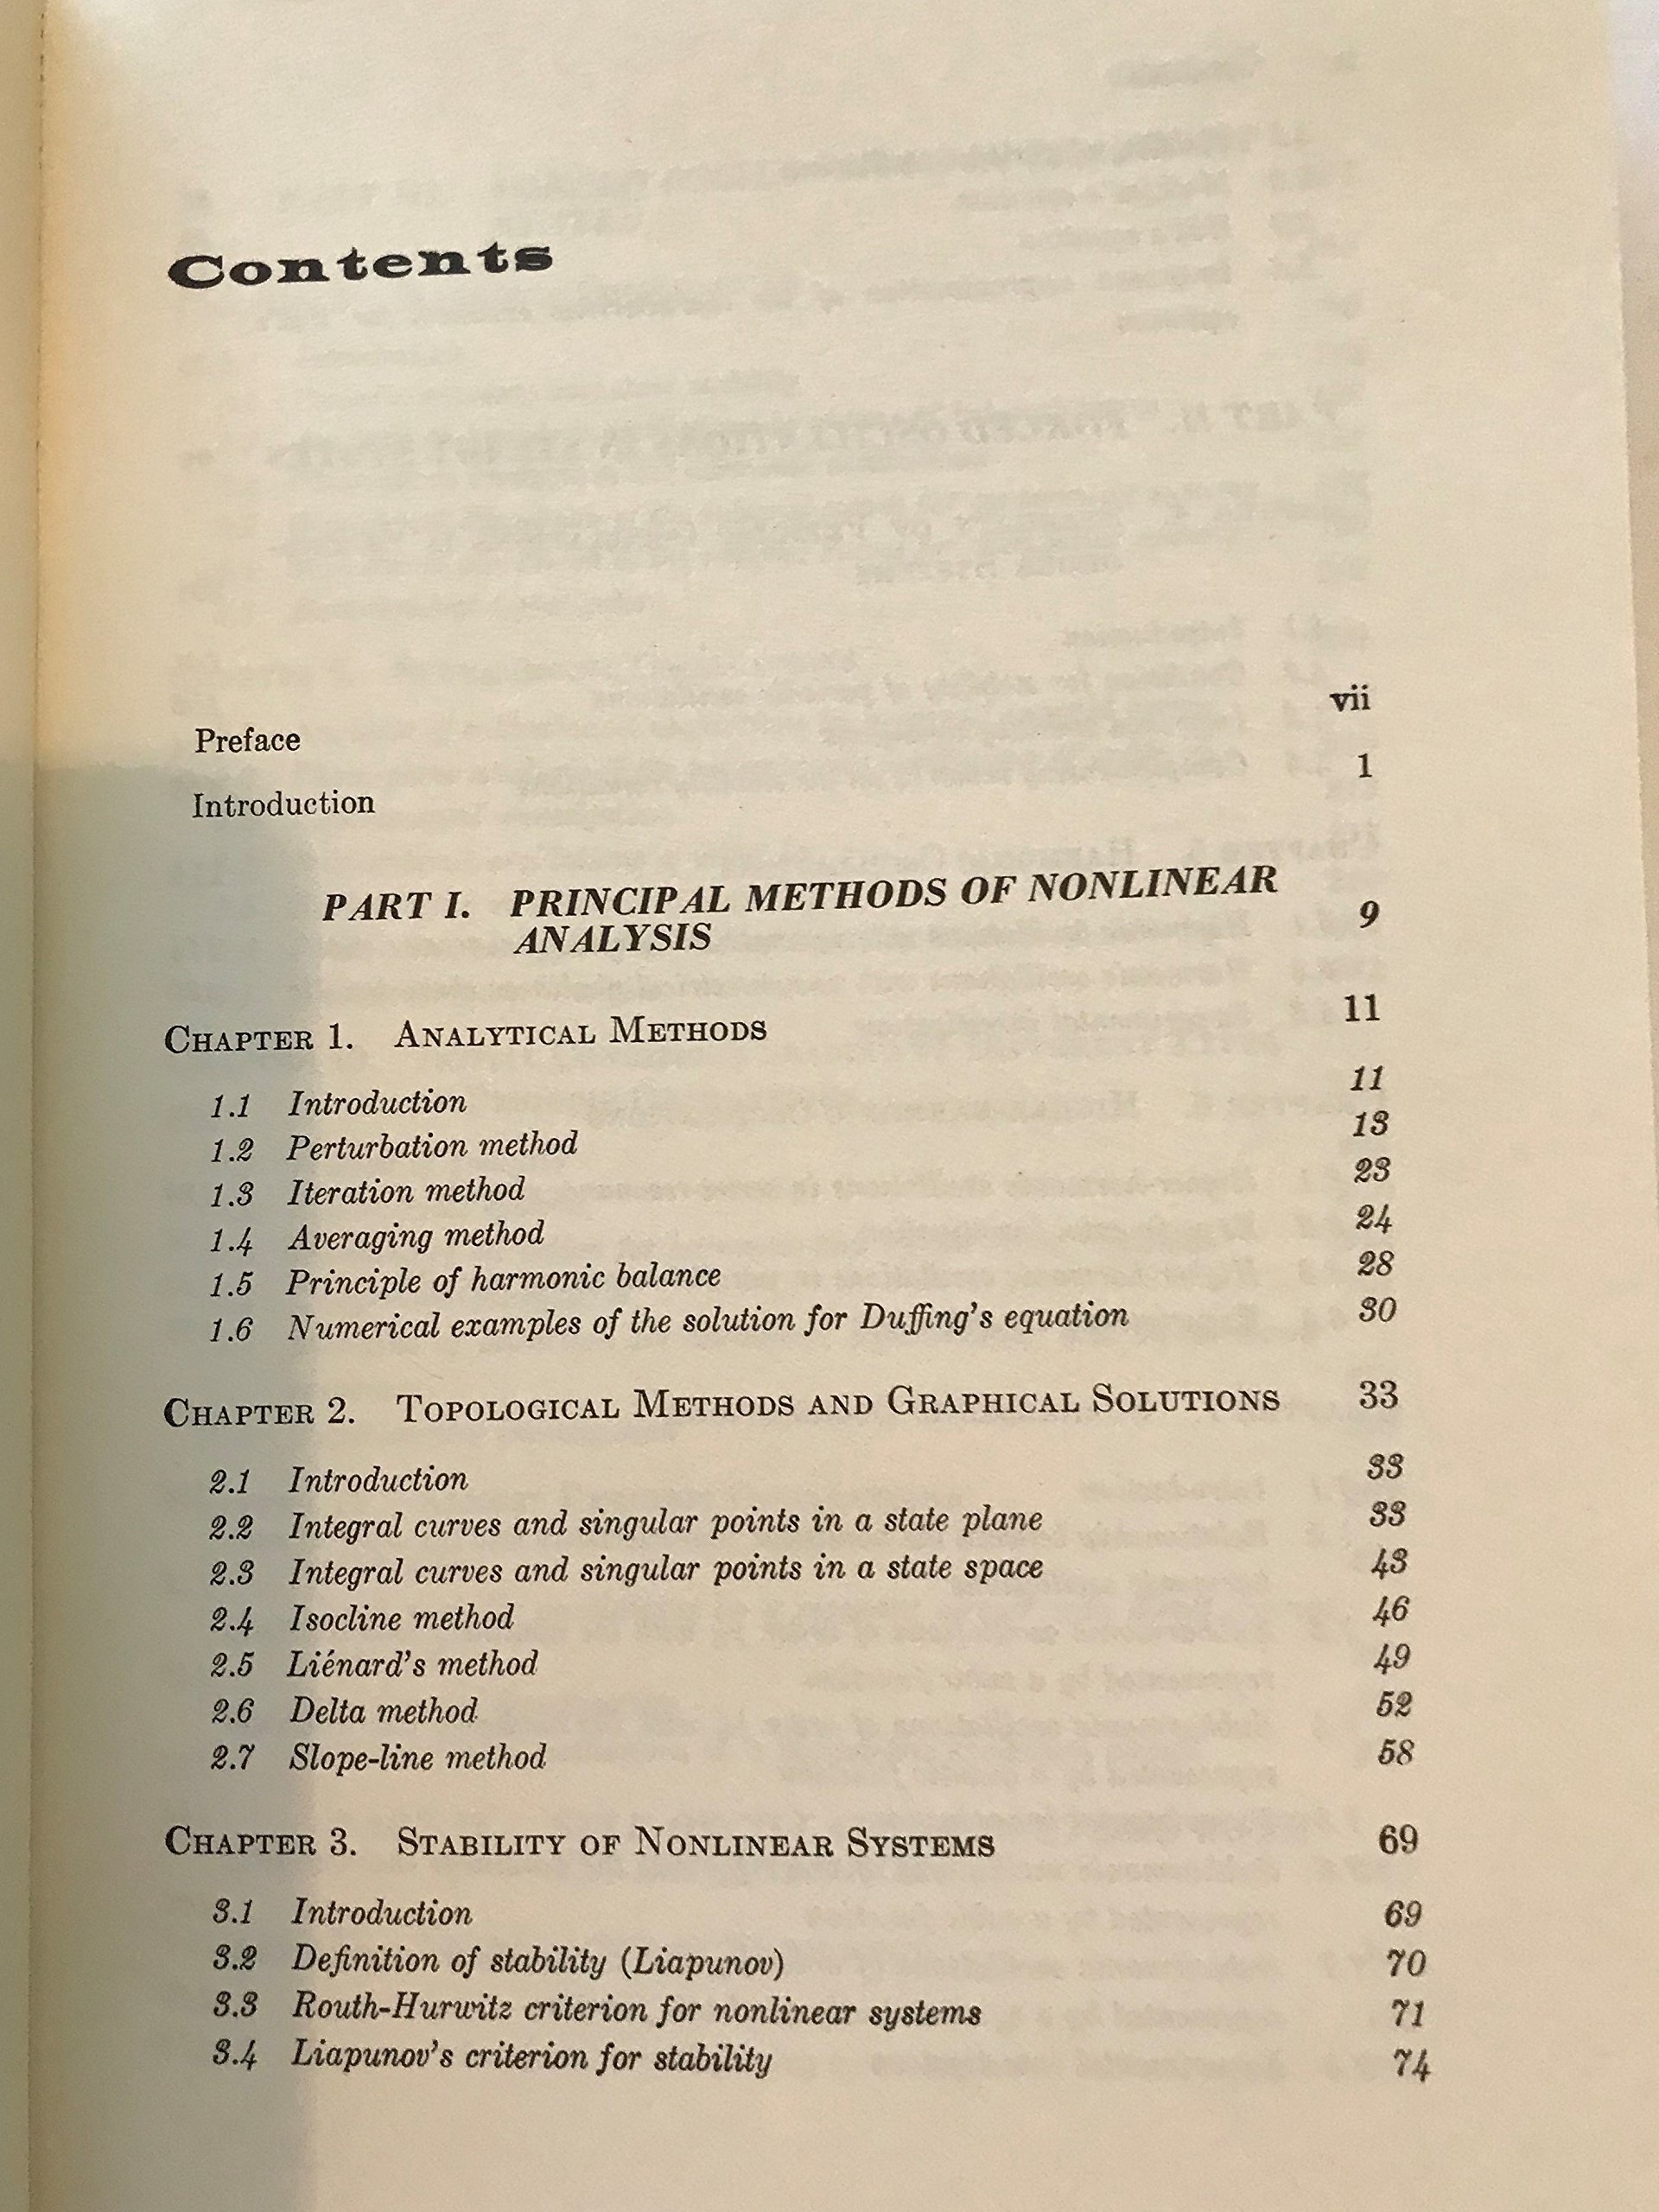 Contents
Preface vii
Introduction 1
PART I. PRINCIPAL METHODS OF NONLINEAR
ANALYSIS 9
CHAPTER 1. ANALYTICAL METHODS 11
1.1 Introduction 11
1.2 Perturbation method 13
1.3 Iteration method 23
1.4 Averaging method 24
1.5 Principle of harmonic balance 28
1.6 Numerical examples of the solution for Duffing's equation 30
CHAPTER 2. TOPOLOGICAL METHODS AND GRAPHICAL SOLUTIONS 33
2.1 Introduction 33
2.2 Integral curves and singular points in a state plane 33
2.3 Integral curves and singular points in a state space 43
2.4 Isocline method 46
2.5 Liénard's method 49
2.6 Delta method 52
2.7 Slope-line method 58
CHAPTER 3. STABILITY OF NONLINEAR SYSTEMS 69
3.1 Introduction 69
3.2 Definition of stability (Liapunov) 70
3.3 Routh-Hurwitz criterion for nonlinear systems 71
3.4 Liapunov's criterion for stability 74